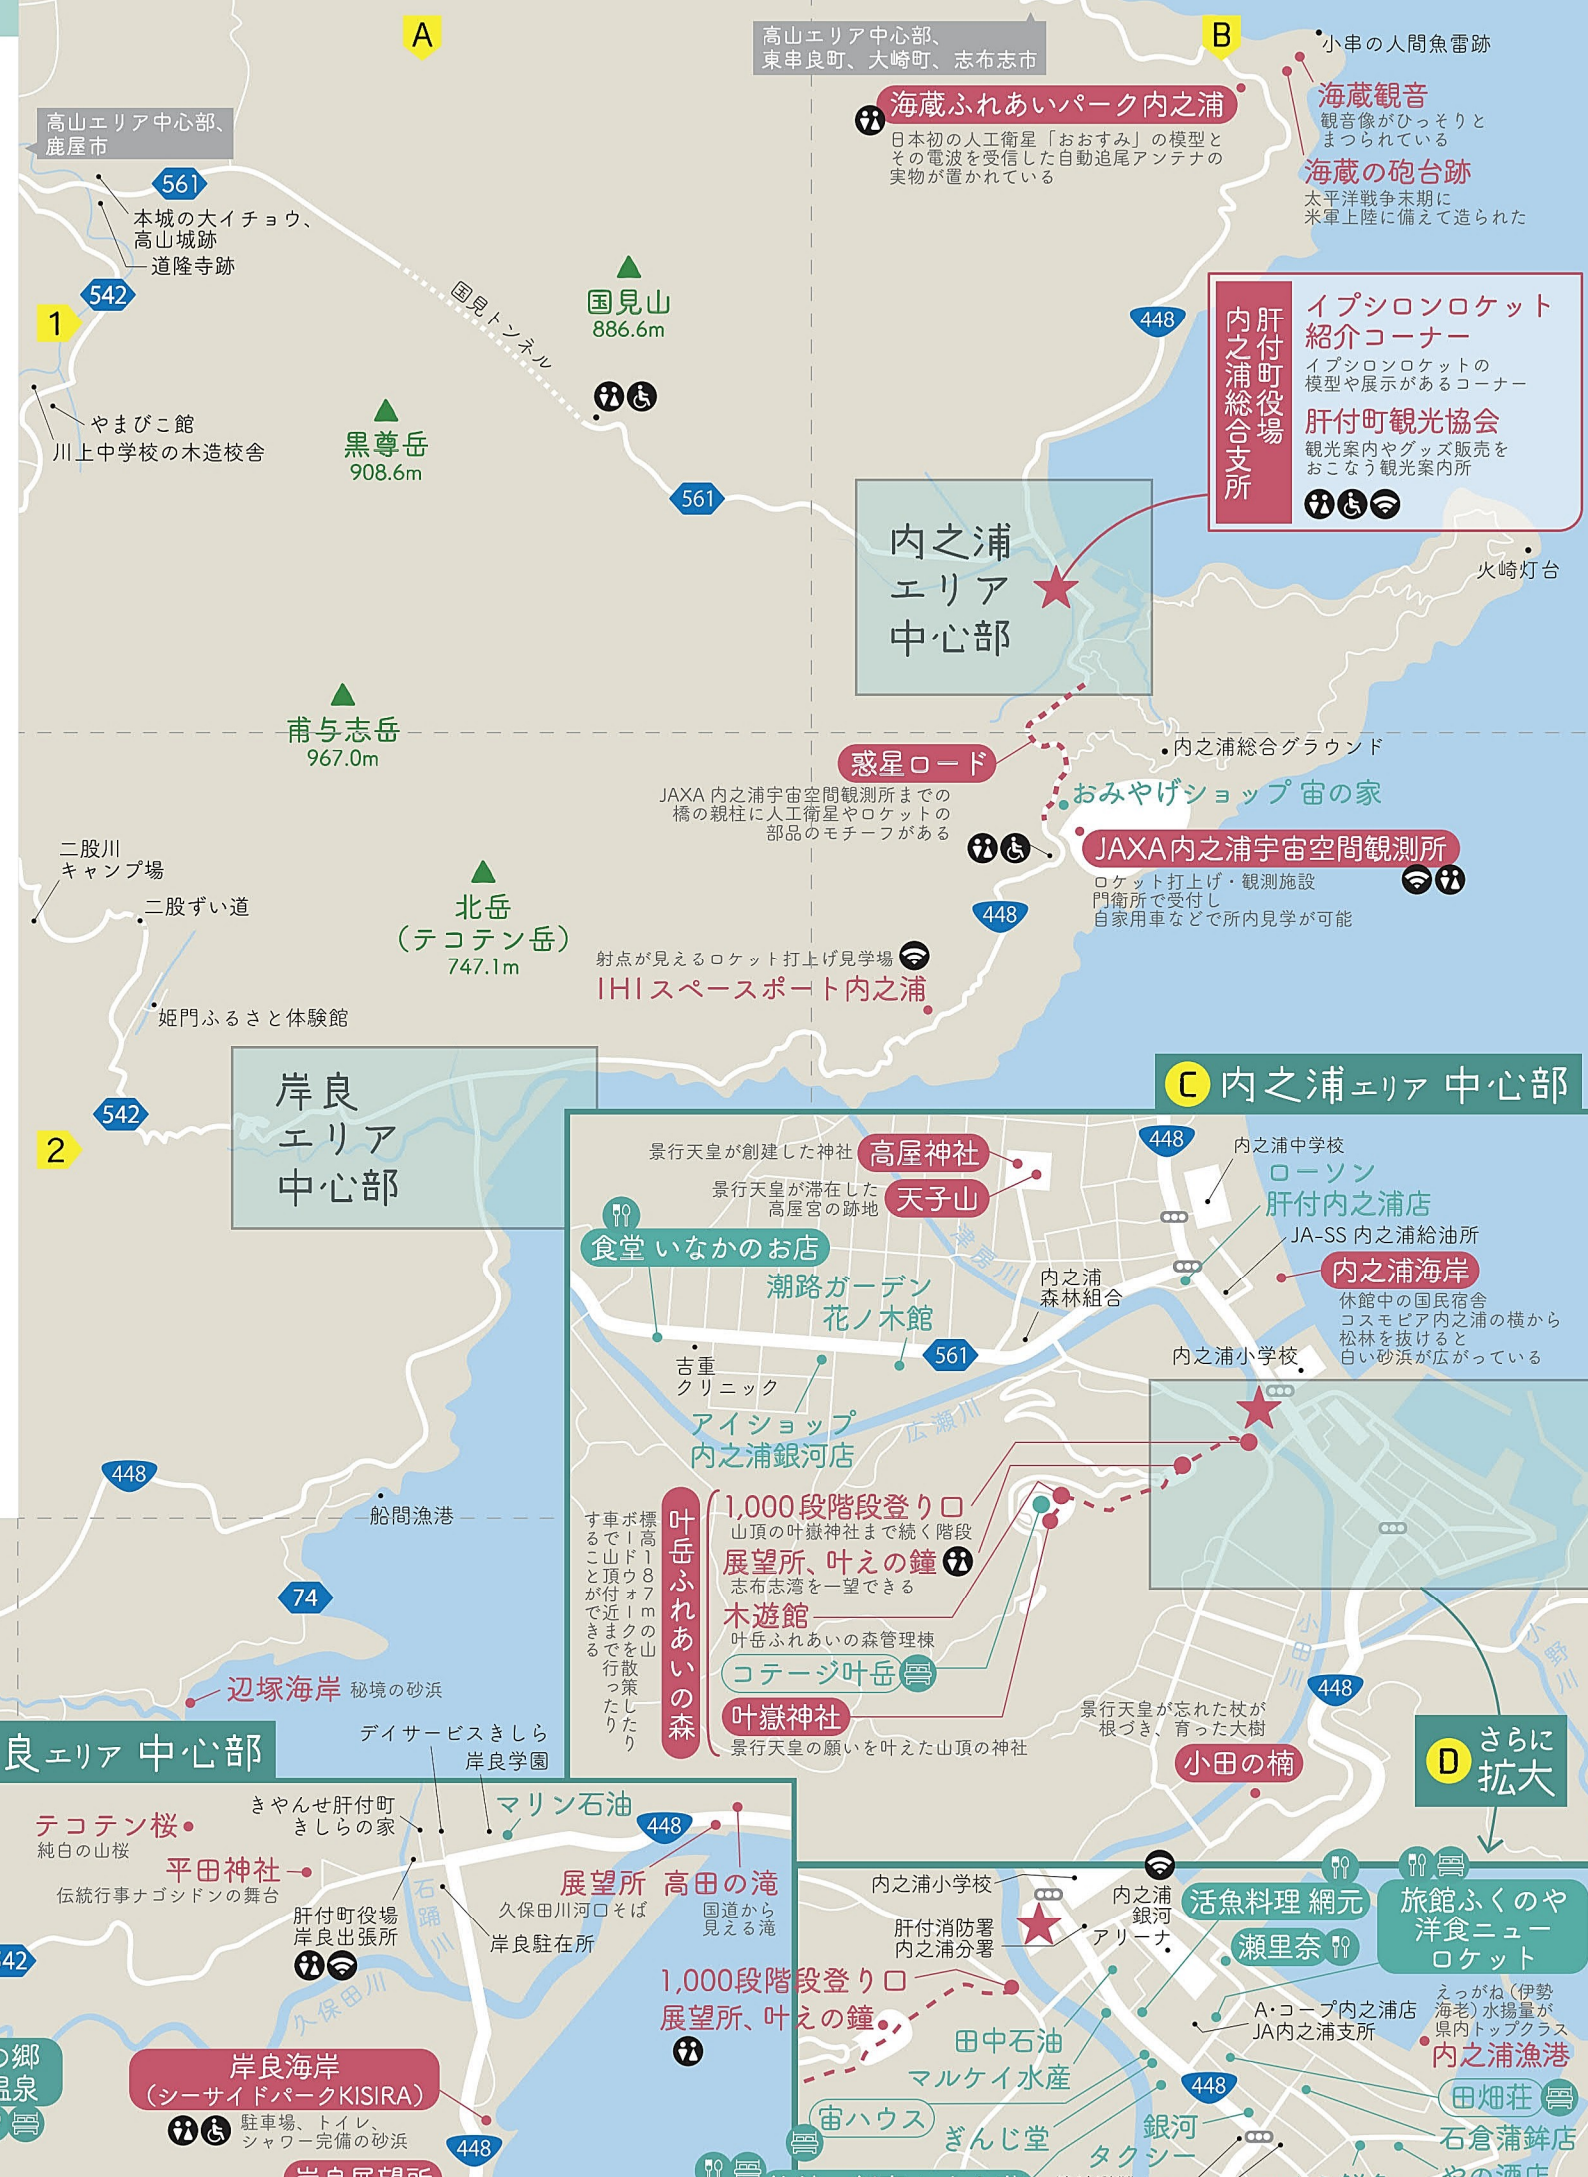 A
B
高山エリア中心部、
東串良町、大崎町、志布志市
小串の人間魚雷跡
海蔵ふれあいパーク内之浦
日本初の人工衛星「おおすみ」の模型と
その電波を受信した自動追尾アンテナの
実物が置かれている
海蔵観音
観音像がひっそりと
まつられている
海蔵の砲台跡
太平洋戦争末期に
米軍上陸に備えて造られた
高山エリア中心部、
鹿屋市
561
本城の大イチョウ、
高山城跡
道隆寺跡
542
1
国見トンネル
国見山
886.6m
448
肝付町役場
内之浦総合支所
イプシロンロケット
紹介コーナー
イプシロンロケットの
模型や展示があるコーナー
肝付町観光協会
観光案内やグッズ販売を
おこなう観光案内所
やまびこ館
川上中学校の木造校舎
黒尊岳
908.6m
561
内之浦
エリア
中心部
火崎灯台
甫与志岳
967.0m
惑星ロード
JAXA 内之浦宇宙空間観測所までの
橋の親柱に人工衛星やロケットの
部品のモチーフがある
内之浦総合グラウンド
おみやげショップ 宙の家
JAXA内之浦宇宙空間観測所
ロケット打上げ・観測施設
門衛所で受付し
自家用車などで所内見学が可能
二股川
キャンプ場
二股ずい道
北岳
（テコテン岳）
747.1m
448
射点が見えるロケット打上げ見学場
IHIスペースポート内之浦
姫門ふるさと体験館
542
2
岸良
エリア
中心部
448
船間漁港
74
辺塚海岸 秘境の砂浜
C 内之浦エリア 中心部
景行天皇が創建した神社
高屋神社
景行天皇が滞在した
高屋宮の跡地
天子山
448
内之浦中学校
ローソン
肝付内之浦店
JA-SS 内之浦給油所
内之浦海岸
休館中の国民宿舎
コスモピア内之浦の横から
松林を抜けると
白い砂浜が広がっている
食堂 いなかのお店
潮路ガーデン
花ノ木館
津房川
内之浦
森林組合
561
内之浦小学校
吉重
クリニック
アイショップ
内之浦銀河店
広瀬川
叶岳ふれあいの森
標高187mの山
ボードウォークを散策したり
車で山頂付近まで行ったり
することができる
1,000段階段登り口
山頂の叶嶽神社まで続く階段
展望所、叶えの鐘
志布志湾を一望できる
木遊館
叶岳ふれあいの森管理棟
コテージ叶岳
叶嶽神社
景行天皇の願いを叶えた山頂の神社
小田川
小野川
448
景行天皇が忘れた杖が
根づき、育った大樹
小田の楠
D さらに
拡大
良エリア 中心部
デイサービスきしら
岸良学園
きやんせ肝付町
きしらの家
マリン石油
448
テコテン桜
純白の山桜
平田神社
伝統行事ナゴシドンの舞台
展望所
久保田川河口そば
高田の滝
国道から
見える滝
肝付町役場
岸良出張所
石踊川
岸良駐在所
久保田川
42
の郷
温泉
岸良海岸
（シーサイドパークKISIRA）
駐車場、トイレ、
シャワー完備の砂浜
448
岸良展望所
内之浦小学校
肝付消防署
内之浦分署
内之浦
銀河
アリーナ
活魚料理 網元
瀬里奈
旅館ふくのや
洋食ニュー
ロケット
1,000段階段登り口
展望所、叶えの鐘
A・コープ内之浦店
JA内之浦支所
えっがね（伊勢
海老）水揚量が
県内トップクラス
内之浦漁港
田中石油
マルケイ水産
448
宙ハウス
ぎんじ堂
銀河
タクシー
田畑荘
石倉蒲鉾店
やの酒店